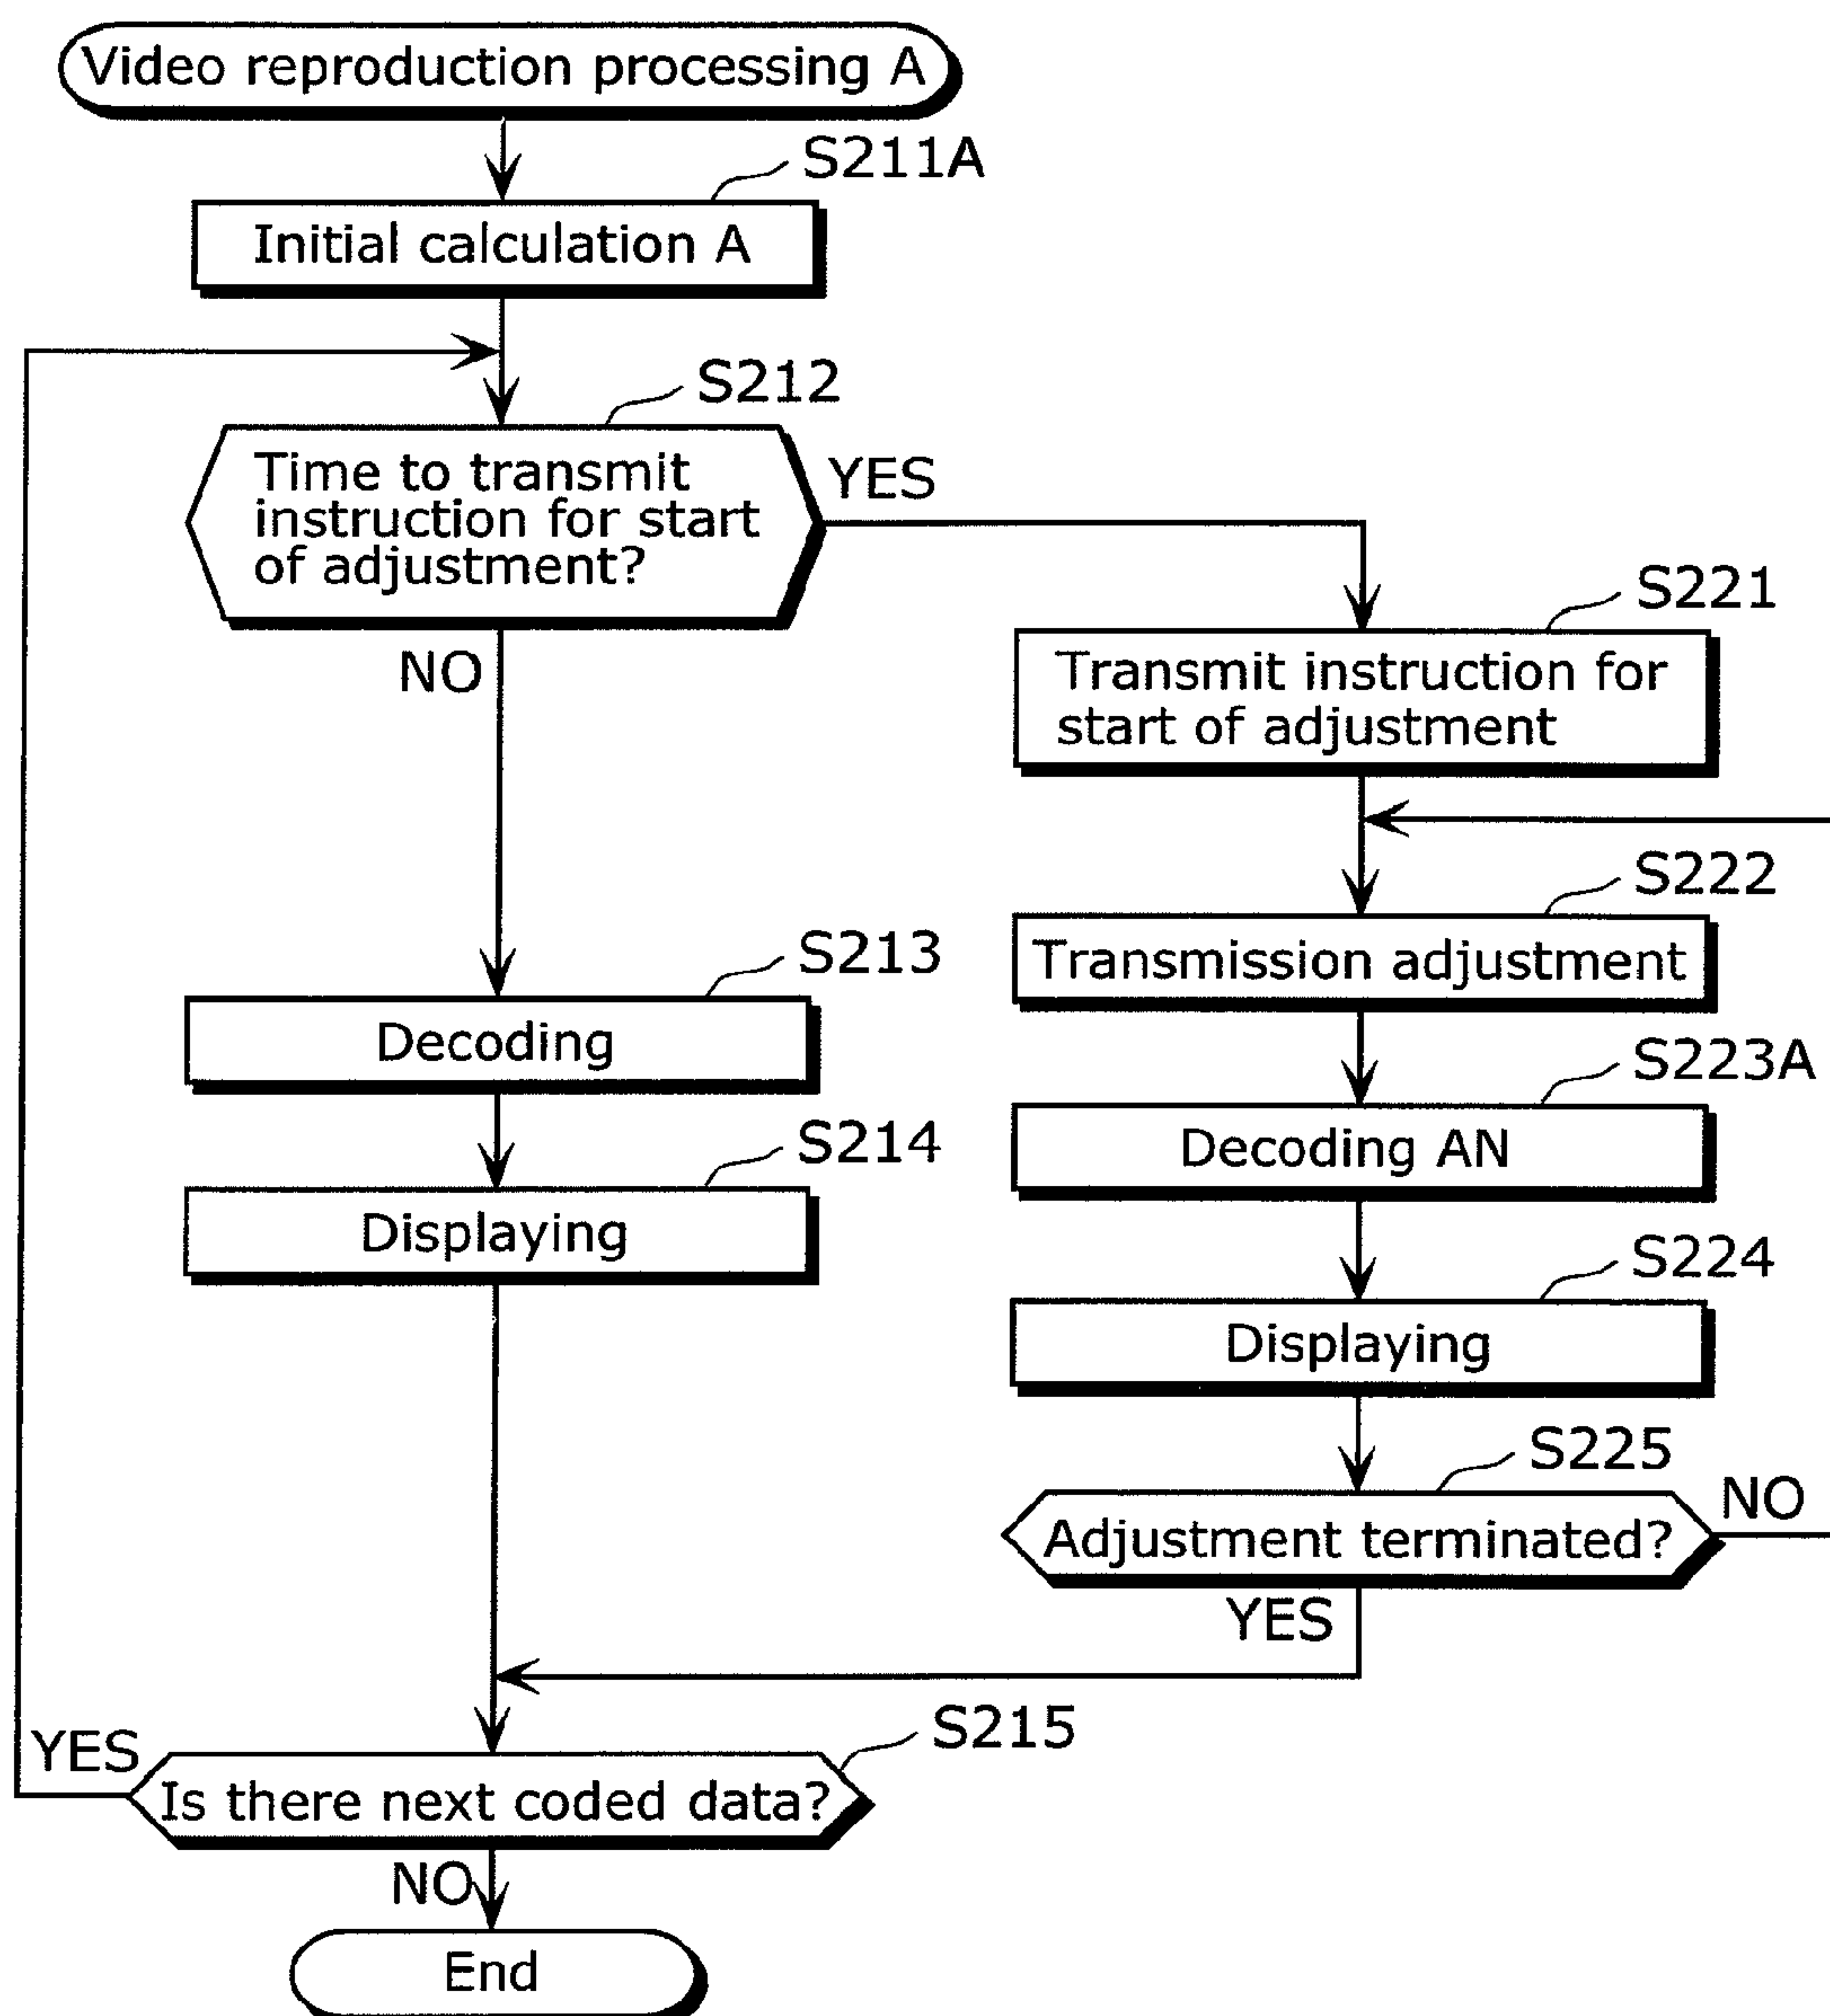 Video reproduction processing A
S211A
Initial calculation A
S212
Time to transmit
instruction for start
of adjustment?
YES
NO
S221
Transmit instruction for
start of adjustment
S222
Transmission adjustment
S213
Decoding
S223A
Decoding AN
S214
Displaying
S224
Displaying
S225
Adjustment terminated?
NO
YES
S215
YES
Is there next coded data?
NO
End